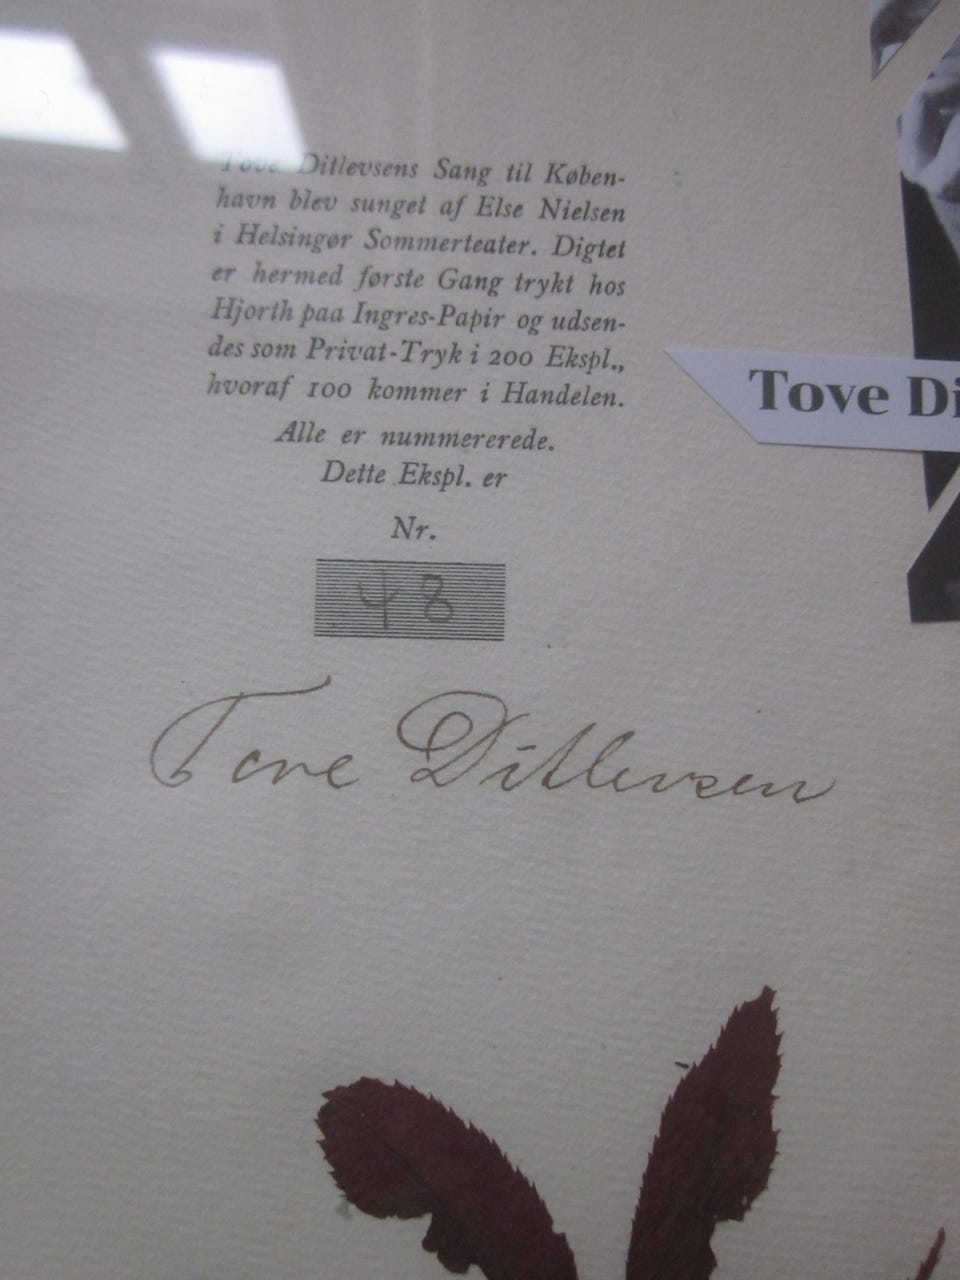 Tove Ditlevsens Sang til Køben-
havn blev sunget af Else Nielsen
i Helsingør Sommerteater. Digtet
er hermed første Gang trykt hos
Hjorth paa Ingres-Papir og udsen-
des som Privat-Tryk i 200 Ekspl.,
hvoraf 100 kommer i Handelen.
Alle er nummererede.
Dette Ekspl. er
Nr.
48
Tove Ditlevsen
Tove Di